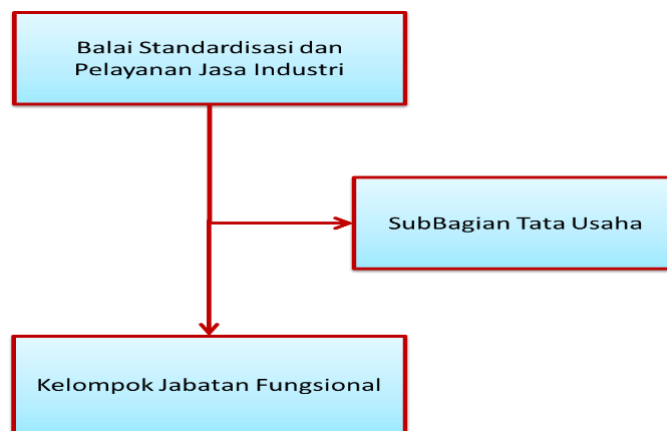 Balai Standardisasi dan
Pelayanan Jasa Industri
SubBagian Tata Usaha
Kelompok Jabatan Fungsional